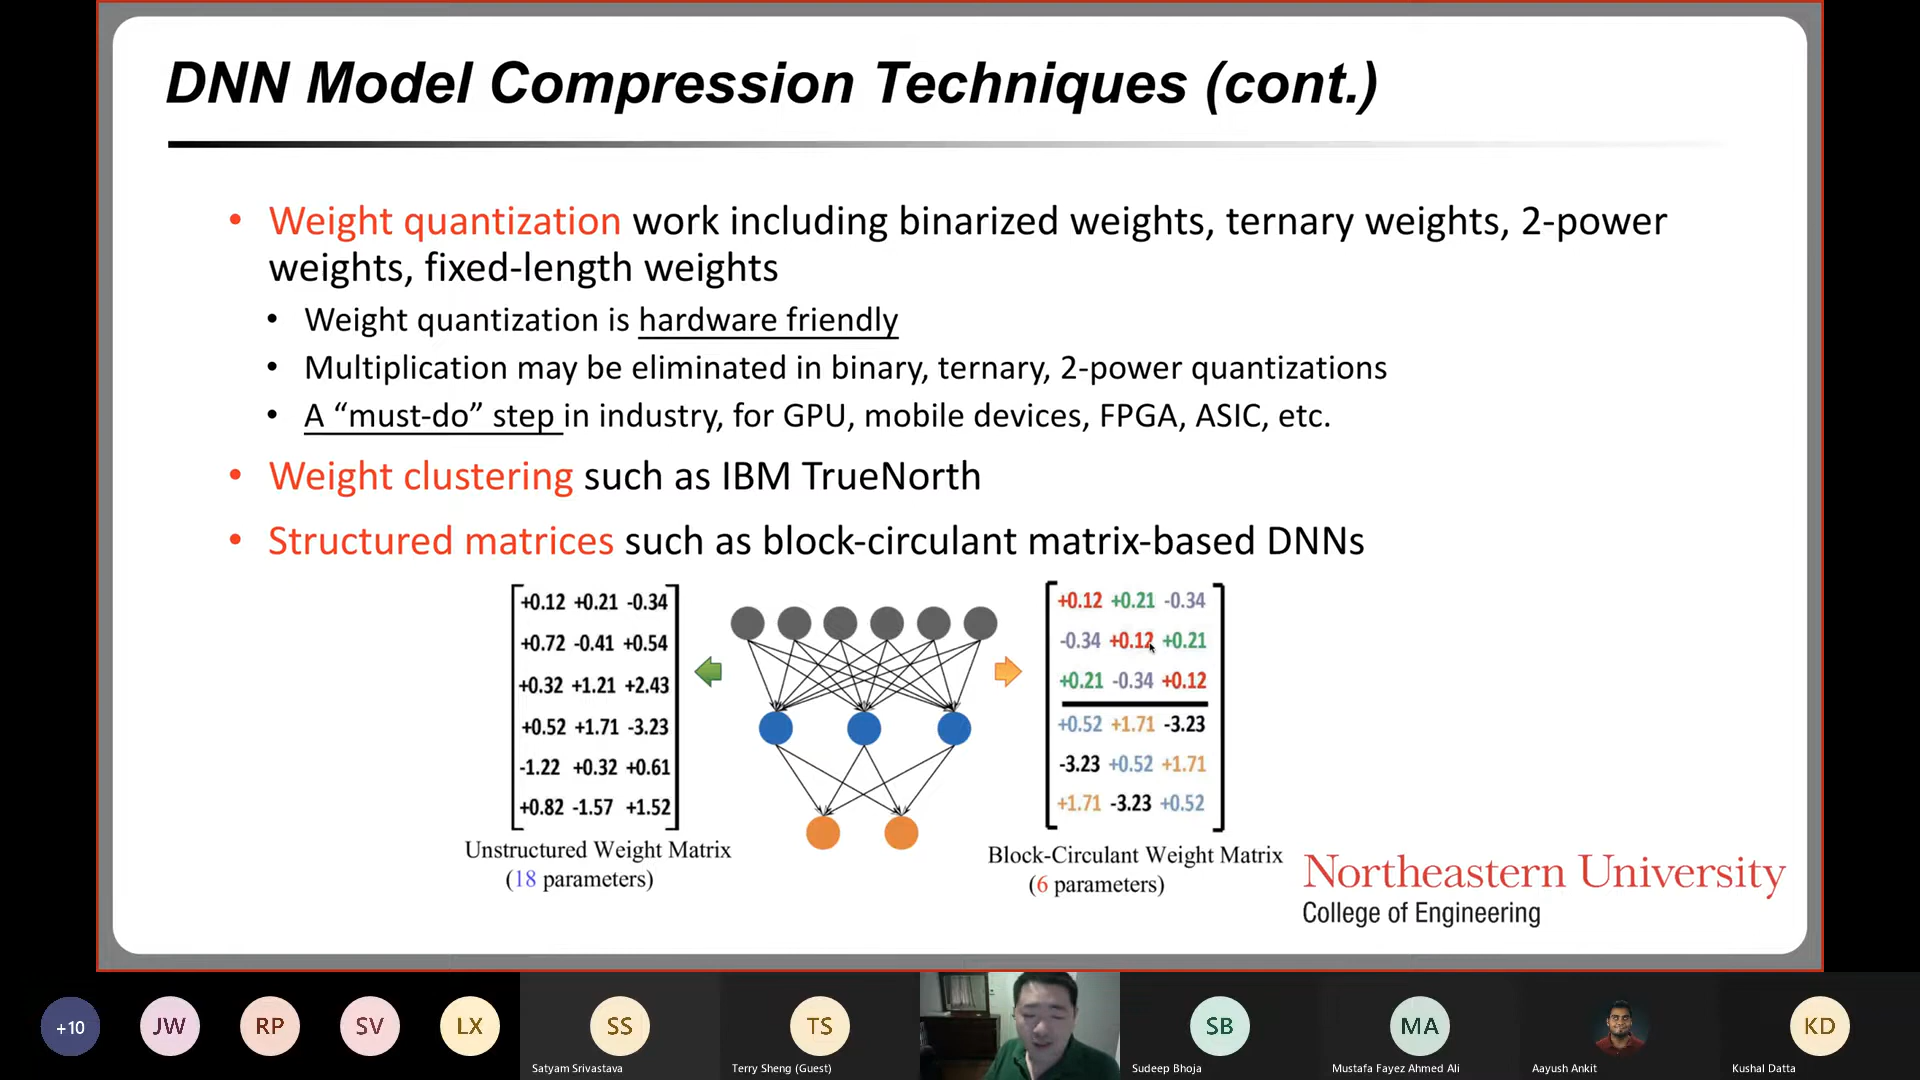 DNN Model Compression Techniques (cont.)
• Weight quantization work including binarized weights, ternary weights, 2-power
weights, fixed-length weights
• Weight quantization is hardware friendly
• Multiplication may be eliminated in binary, ternary, 2-power quantizations
• A “must-do” step in industry, for GPU, mobile devices, FPGA, ASIC, etc.
• Weight clustering such as IBM TrueNorth
• Structured matrices such as block-circulant matrix-based DNNs
+0.12 +0.21 -0.34
+0.72 -0.41 +0.54
+0.32 +1.21 +2.43
+0.52 +1.71 -3.23
-1.22 +0.32 +0.61
+0.82 -1.57 +1.52
Unstructured Weight Matrix
(18 parameters)
+0.12 +0.21 -0.34
-0.34 +0.12 +0.21
+0.21 -0.34 +0.12
+0.52 +1.71 -3.23
-3.23 +0.52 +1.71
+1.71 -3.23 +0.52
Block-Circulant Weight Matrix
(6 parameters)
Northeastern University
College of Engineering
+10
JW
RP
SV
LX
SS
Satyam Srivastava
TS
Terry Sheng (Guest)
SB
Sudeep Bhoja
MA
Mustafa Fayez Ahmed Ali
Aayush Ankit
KD
Kushal Datta